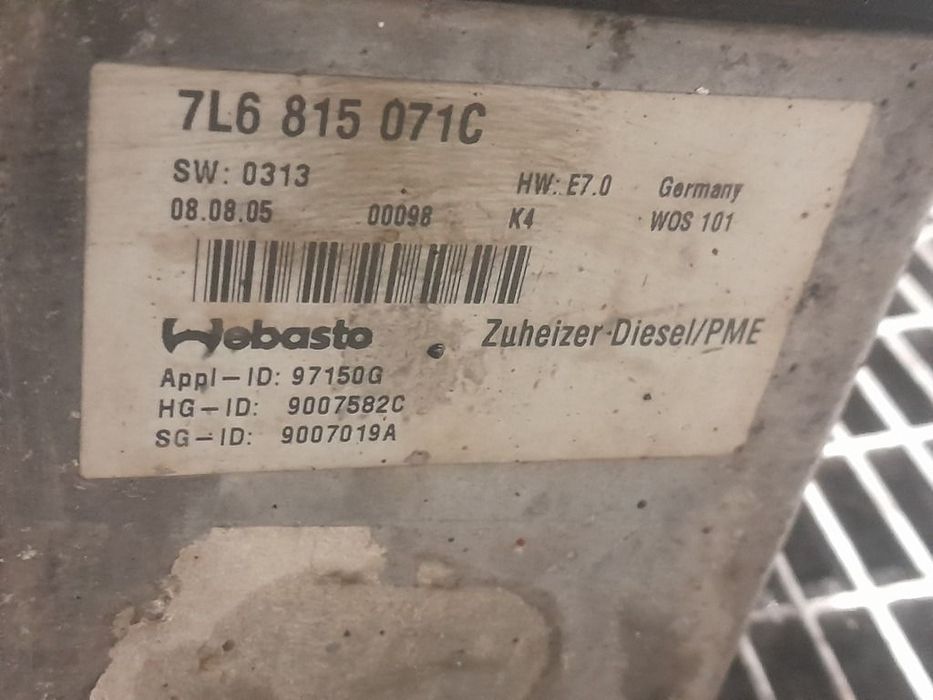 7L6 815 071C
SW: 0313 HW: E7.0 Germany
08.08.05 00098 K4 WOS 101
Webasto Zuheizer-Diesel/PME
Appl-ID: 97150G
HG-ID: 9007582C
SG-ID: 9007019A